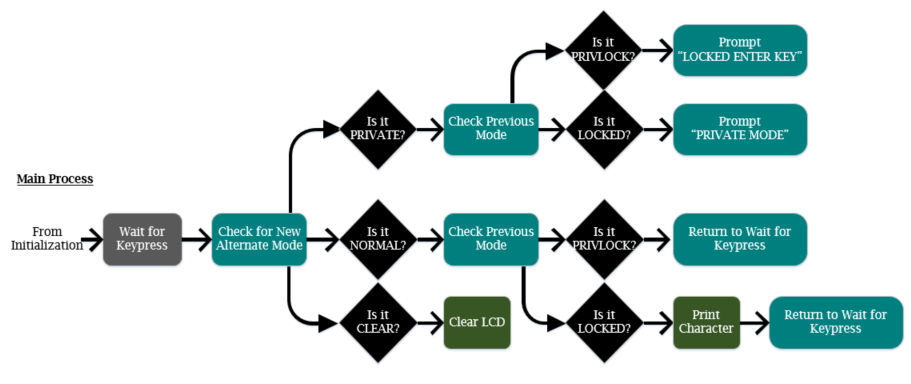 Is it
PRIVLOCK?
Prompt
“LOCKED ENTER KEY”
Is it
PRIVATE?
Check Previous
Mode
Is it
LOCKED?
Prompt
“PRIVATE MODE”
Main Process
From
Initialization
Wait for
Keypress
Check for New
Alternate Mode
Is it
NORMAL?
Check Previous
Mode
Is it
PRIVLOCK?
Return to Wait for
Keypress
Is it
CLEAR?
Clear LCD
Is it
LOCKED?
Print
Character
Return to Wait for
Keypress